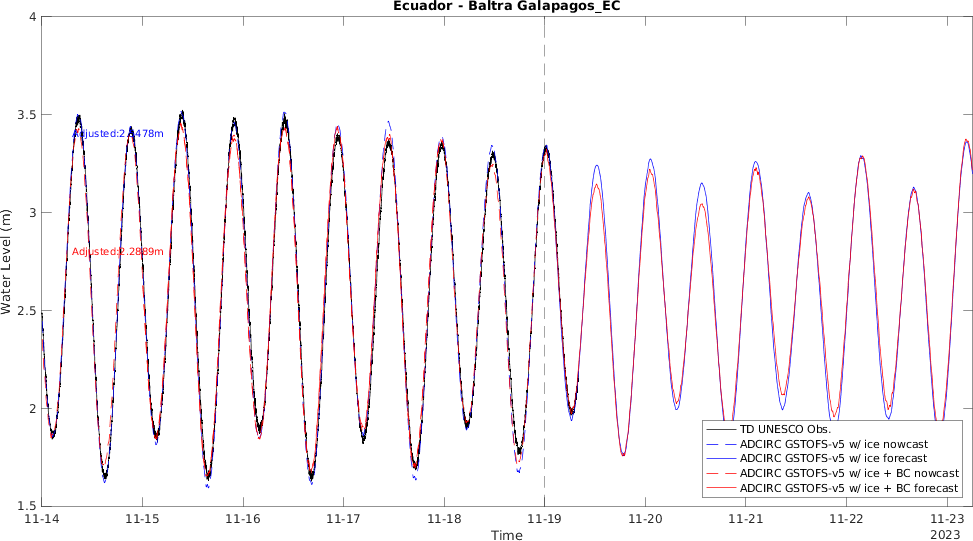 Ecuador - Baltra Galapagos_EC
Water Level (m)
4
3.5
3
2.5
2
1.5
Adjusted:2.2889m
TD UNESCO Obs.
ADCIRC GSTOFS-v5 w/ ice nowcast
ADCIRC GSTOFS-v5 w/ ice forecast
ADCIRC GSTOFS-v5 w/ ice + BC nowcast
ADCIRC GSTOFS-v5 w/ ice + BC forecast
11-14 11-15 11-16 11-17 11-18 11-19 11-20 11-21 11-22 11-23
2023
Time